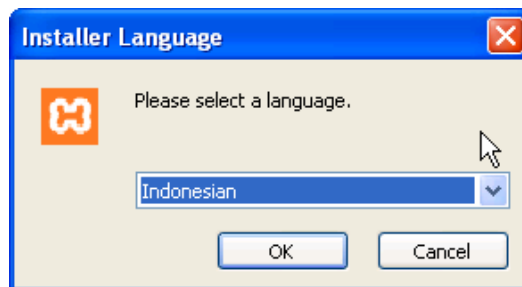 Installer Language
Please select a language.
Indonesian
OK
Cancel